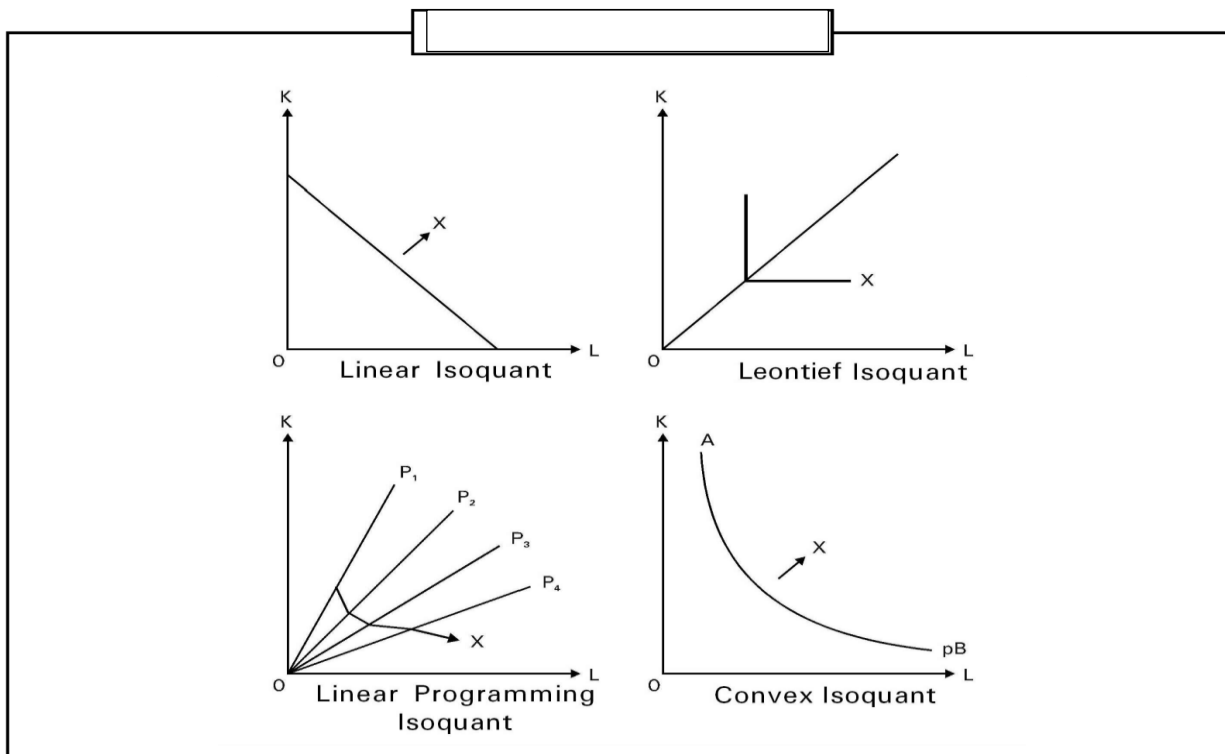 K
X
O
L
Linear Isoquant
K
X
O
L
Leontief Isoquant
K
P₁
P₂
P₃
P₄
X
O
L
Linear Programming
Isoquant
K
A
X
pB
O
L
Convex Isoquant